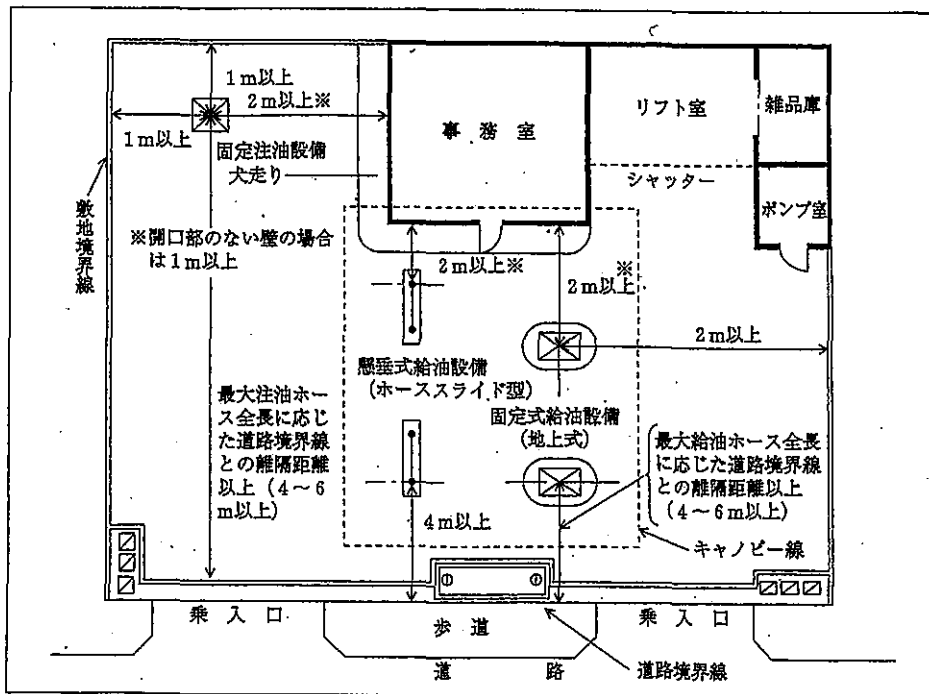 1m以上
2m以上※
1m以上
固定注油設備
犬走り
敷地境界線
※開口部のない壁の場合
は1m以上
事務室
リフト室
雑品庫
シャッター
ポンプ室
2m以上※
※
2m以上
2m以上
懸垂式給油設備
(ホーススライド型)
固定式給油設備
(地上式)
最大注油ホー
ス全長に応じ
た道路境界線
との離隔距離
以上(4~6
m以上)
最大給油ホース全長
に応じた道路境界線
との離隔距離以上
(4~6m以上)
4m以上
キャノピー線
乗入口
歩道
乗入口
道路
道路境界線